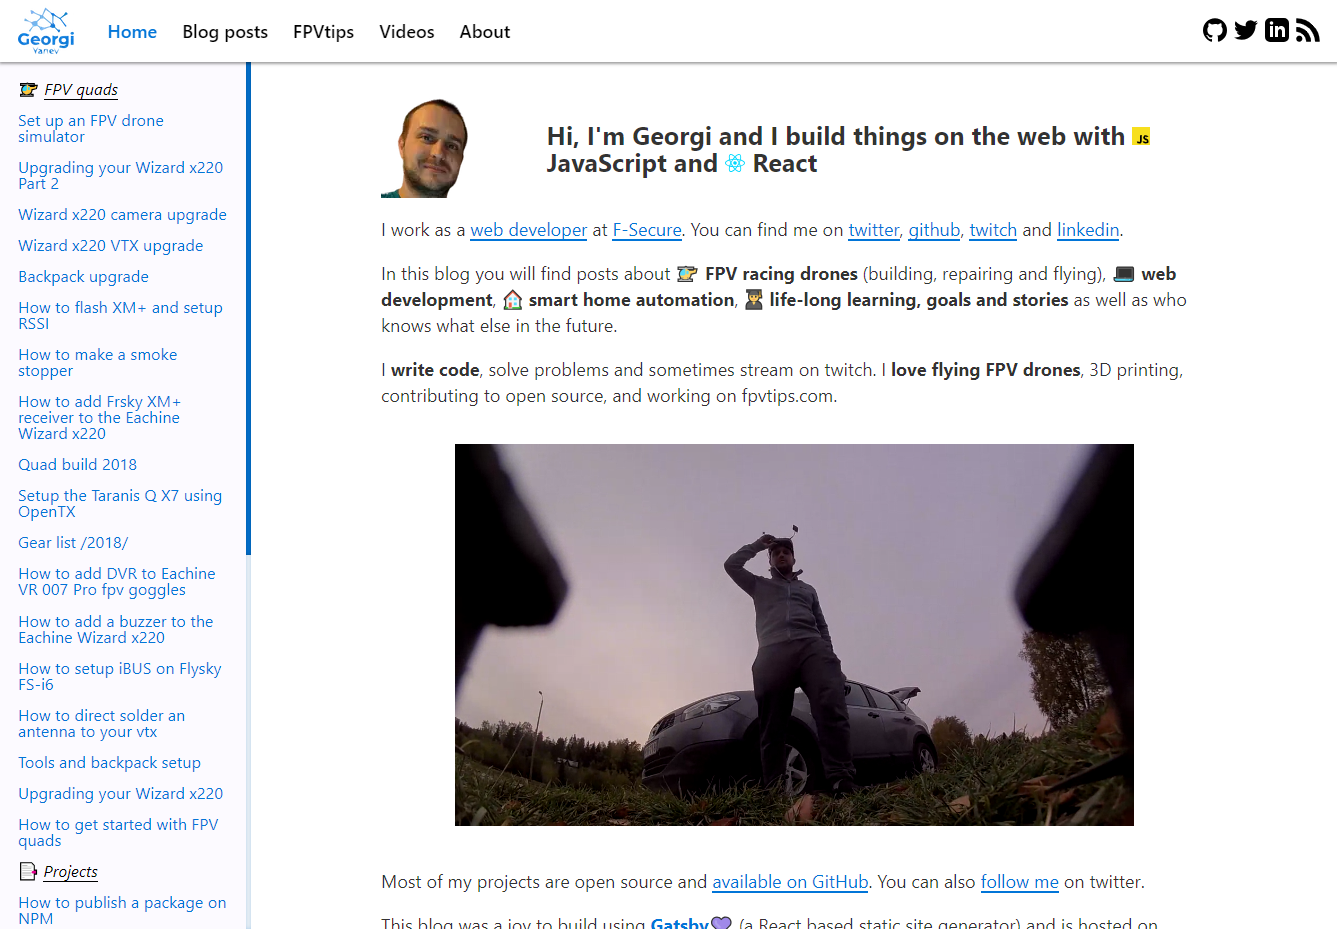 Georgi
Yanev
Home
Blog posts
FPVtips
Videos
About
in
FPV quads
Set up an FPV drone
simulator
Upgrading your Wizard x220
Part 2
Wizard x220 camera upgrade
Wizard x220 VTX upgrade
Backpack upgrade
How to flash XM+ and setup
RSSI
How to make a smoke
stopper
How to add Frsky XM+
receiver to the Eachine
Wizard x220
Quad build 2018
Setup the Taranis Q X7 using
OpenTX
Gear list /2018/
How to add DVR to Eachine
VR 007 Pro fpv goggles
How to add a buzzer to the
Eachine Wizard x220
How to setup iBUS on Flysky
FS-i6
How to direct solder an
antenna to your vtx
Tools and backpack setup
Upgrading your Wizard x220
How to get started with FPV
quads
Projects
How to publish a package on
NPM
Hi, I'm Georgi and I build things on the web with JS
JavaScript and React
I work as a web developer at F-Secure. You can find me on twitter, github, twitch and linkedin.
In this blog you will find posts about FPV racing drones (building, repairing and flying), web
development, smart home automation, life-long learning, goals and stories as well as who
knows what else in the future.
I write code, solve problems and sometimes stream on twitch. I love flying FPV drones, 3D printing,
contributing to open source, and working on fpvtips.com.
Most of my projects are open source and available on GitHub. You can also follow me on twitter.
This blog was a joy to build using Gatsby (a React based static site generator) and is hosted on